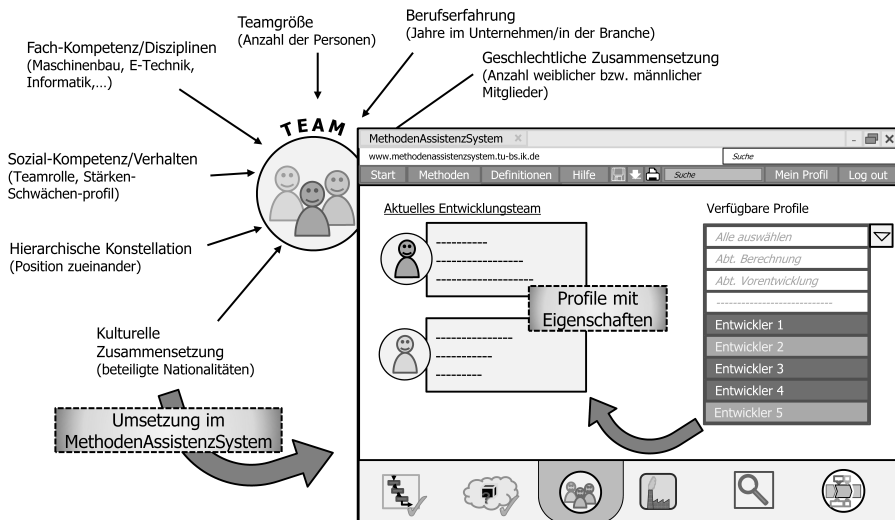 Teamgröße
(Anzahl der Personen)
Berufserfahrung
(Jahre im Unternehmen/in der Branche)
Fach-Kompetenz/Disziplinen
(Maschinenbau, E-Technik,
Informatik,...)
Geschlechtliche Zusammensetzung
(Anzahl weiblicher bzw. männlicher
Mitglieder)
TEAM
Sozial-Kompetenz/Verhalten
(Teamrolle, Stärken-
Schwächen-profil)
Hierarchische Konstellation
(Position zueinander)
Kulturelle
Zusammensetzung
(beteiligte Nationalitäten)
Umsetzung im
MethodenAssistenzSystem
MethodenAssistenzSystem ×
www.methodenassistenzsystem.tu-bs.ik.de
Suche
Start Methoden Definitionen Hilfe Suche Mein Profil Log out
Aktuelles Entwicklungsteam
Verfügbare Profile
Alle auswählen
Abt. Berechnung
Abt. Vorentwicklung
Entwickler 1
Entwickler 2
Entwickler 3
Entwickler 4
Entwickler 5
Profile mit
Eigenschaften